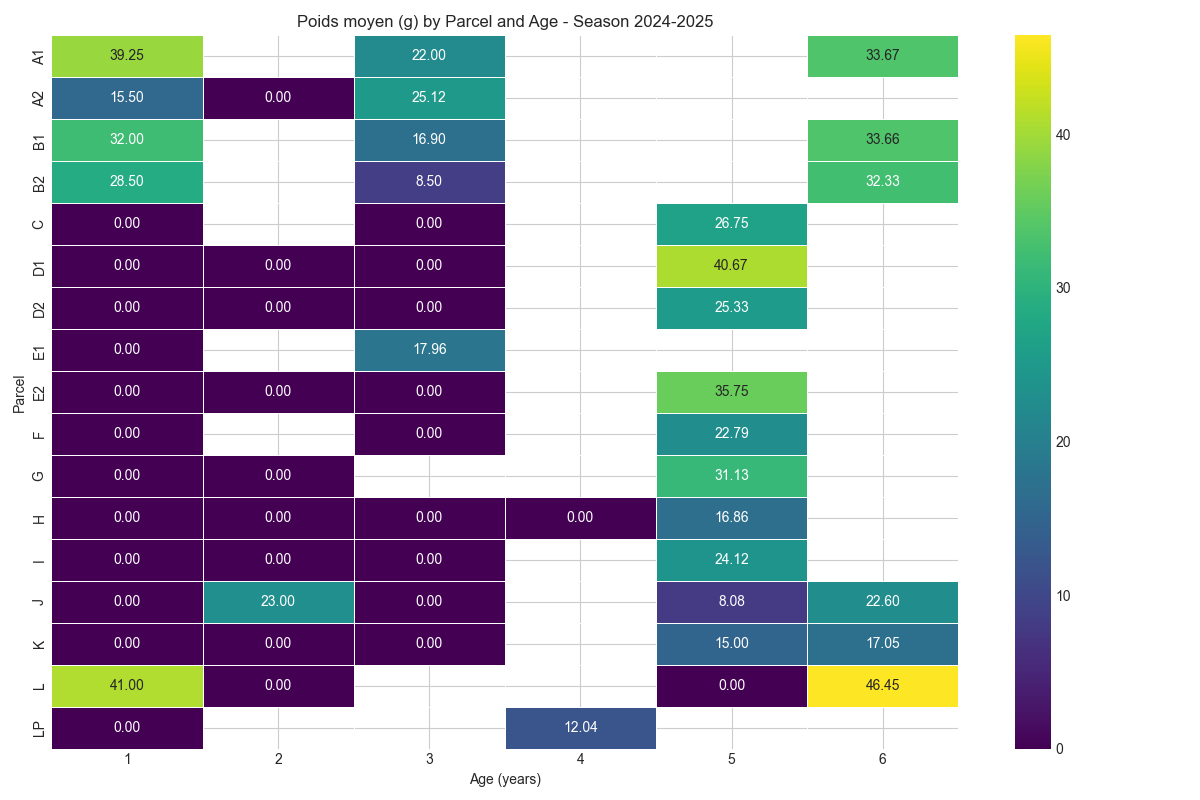 Poids moyen (g) by Parcel and Age - Season 2024-2025
A1 39.25 22.00 33.67
A2 15.50 0.00 25.12
B1 32.00 16.90 33.66
B2 28.50 8.50 32.33
C 0.00 0.00 26.75
D1 0.00 0.00 0.00 40.67
D2 0.00 0.00 0.00 25.33
E1 0.00 17.96
E2 0.00 0.00 0.00 35.75
F 0.00 0.00 22.79
G 0.00 0.00 31.13
H 0.00 0.00 0.00 0.00 16.86
I 0.00 0.00 0.00 24.12
J 0.00 23.00 0.00 8.08 22.60
K 0.00 0.00 0.00 15.00 17.05
L 41.00 0.00 0.00 46.45
LP 0.00 12.04
1 2 3 4 5 6
Age (years)
Parcel
40
30
20
10
0